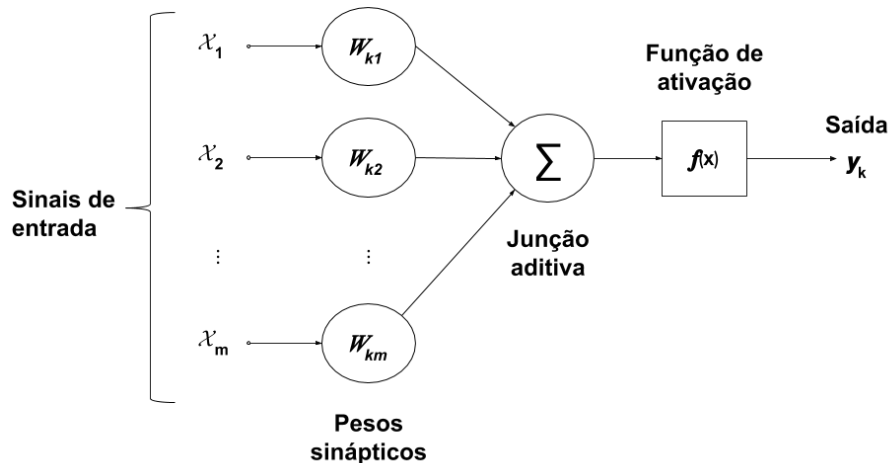 Sinais de
entrada
X1
X2
⋮
Xm
Wk1
Wk2
⋮
Wkm
Pesos
sinápticos
Σ
Junção
aditiva
Função de
ativação
f(x)
Saída
yk